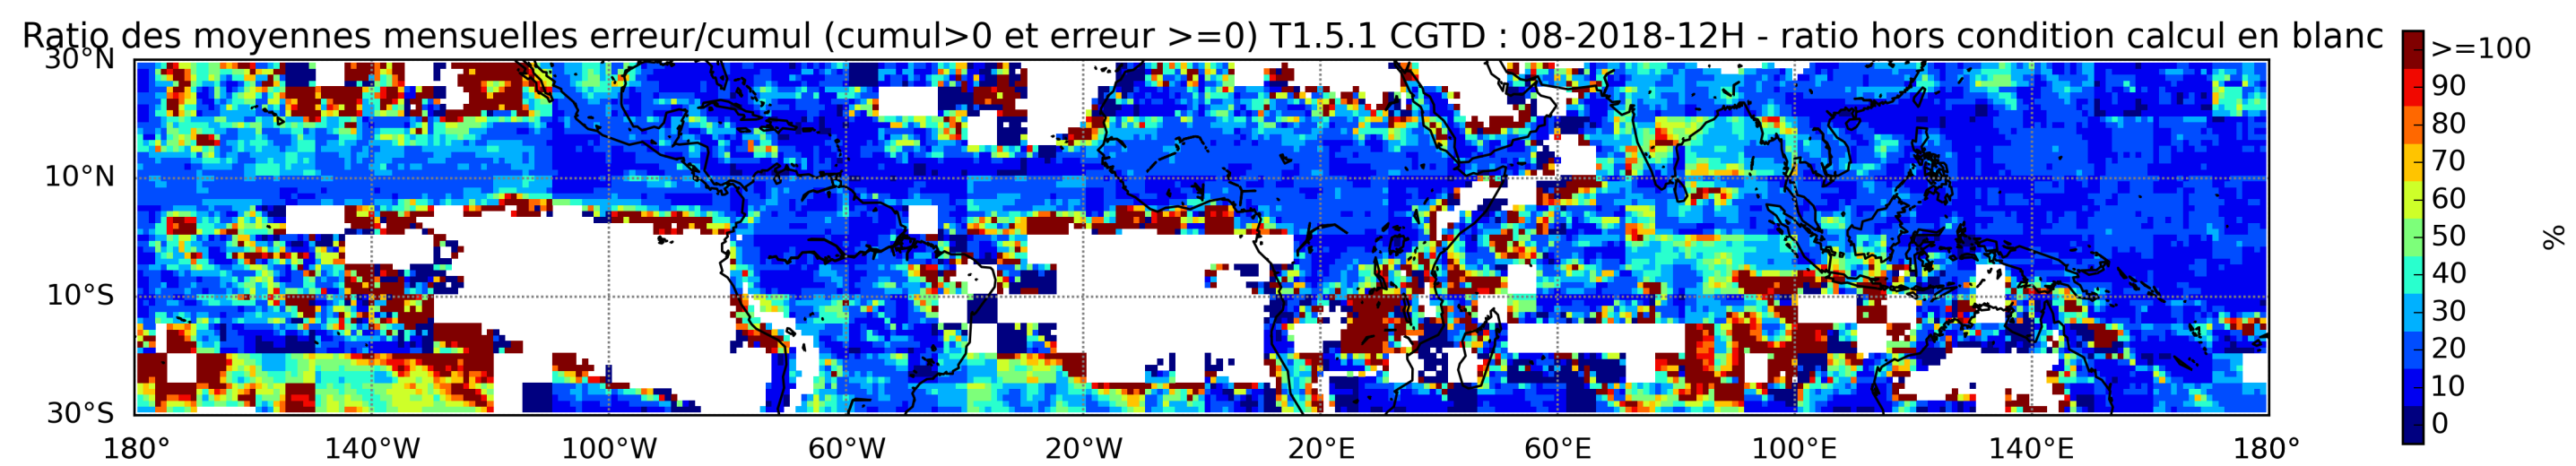 Ratio des moyennes mensuelles erreur/cumul (cumul>0 et erreur >=0) T1.5.1 CGTD : 08-2018-12H - ratio hors condition calcul en blanc
30°N
10°N
10°S
30°S
180°
140°W
100°W
60°W
20°W
20°E
60°E
100°E
140°E
180°
>=100
90
80
70
60
50
40
30
20
10
0
%